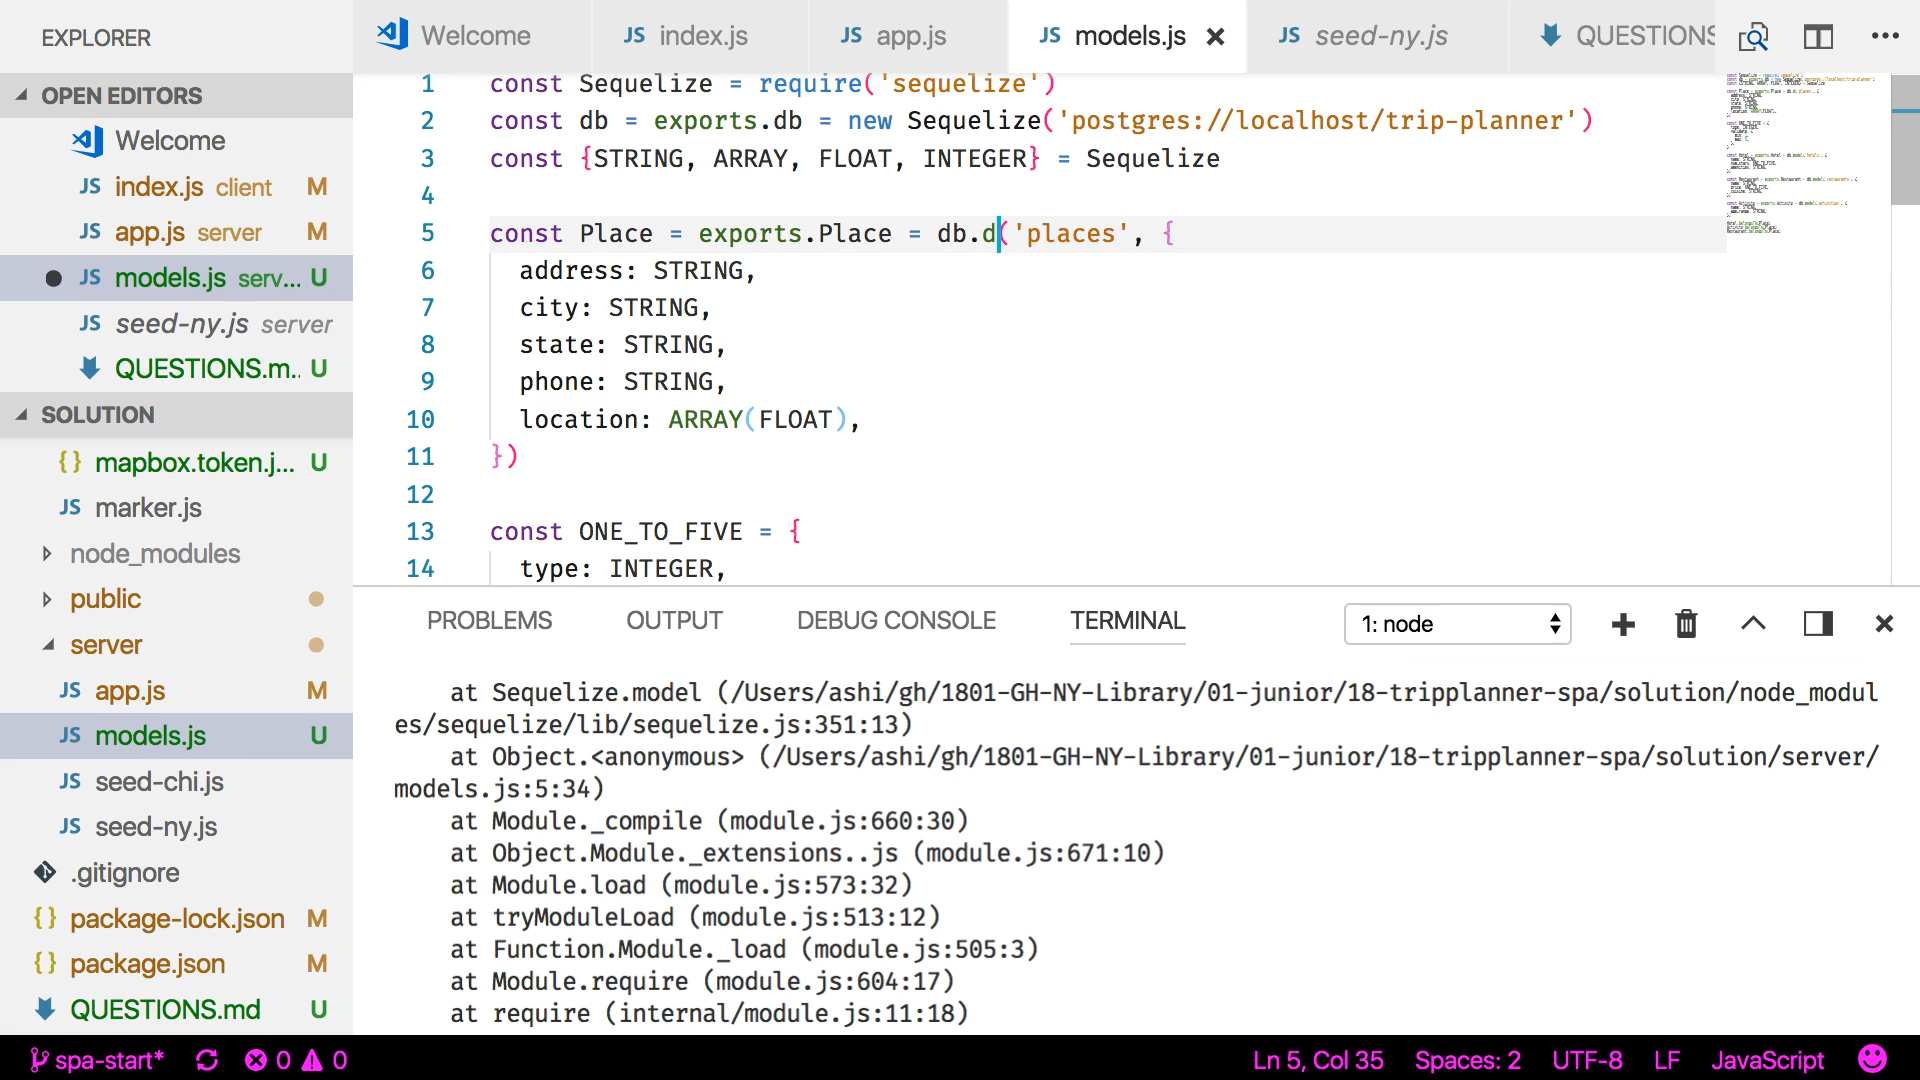 EXPLORER
OPEN EDITORS
Welcome
JS index.js client M
JS app.js server M
JS models.js serv... U
JS seed-ny.js server
QUESTIONS.m.. U
SOLUTION
{} mapbox.token.j... U
JS marker.js
node_modules
public
server
JS app.js M
JS models.js U
JS seed-chi.js
JS seed-ny.js
.gitignore
{} package-lock.json M
{} package.json M
QUESTIONS.md U
Welcome
JS index.js
JS app.js
JS models.js
JS seed-ny.js
QUESTIONS
1 const Sequelize = require('sequelize')
2 const db = exports.db = new Sequelize('postgres://localhost/trip-planner')
3 const {STRING, ARRAY, FLOAT, INTEGER} = Sequelize
4
5 const Place = exports.Place = db.d('places', {
6 address: STRING,
7 city: STRING,
8 state: STRING,
9 phone: STRING,
10 location: ARRAY(FLOAT),
11 })
12
13 const ONE_TO_FIVE = {
14 type: INTEGER,
PROBLEMS OUTPUT DEBUG CONSOLE TERMINAL 1: node
at Sequelize.model (/Users/ashi/gh/1801-GH-NY-Library/01-junior/18-tripplanner-spa/solution/node_modul
es/sequelize/lib/sequelize.js:351:13)
at Object.<anonymous> (/Users/ashi/gh/1801-GH-NY-Library/01-junior/18-tripplanner-spa/solution/server/
models.js:5:34)
at Module._compile (module.js:660:30)
at Object.Module._extensions..js (module.js:671:10)
at Module.load (module.js:573:32)
at tryModuleLoad (module.js:513:12)
at Function.Module._load (module.js:505:3)
at Module.require (module.js:604:17)
at require (internal/module.js:11:18)
spa-start* 0 0 Ln 5, Col 35 Spaces: 2 UTF-8 LF JavaScript